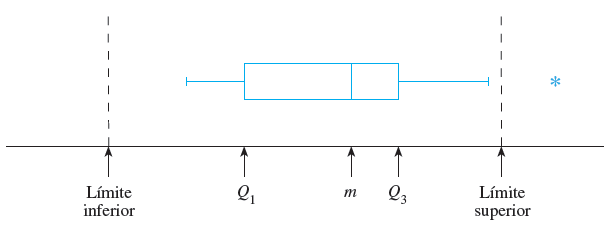 Límite
inferior
Q1
m
Q3
Límite
superior
*